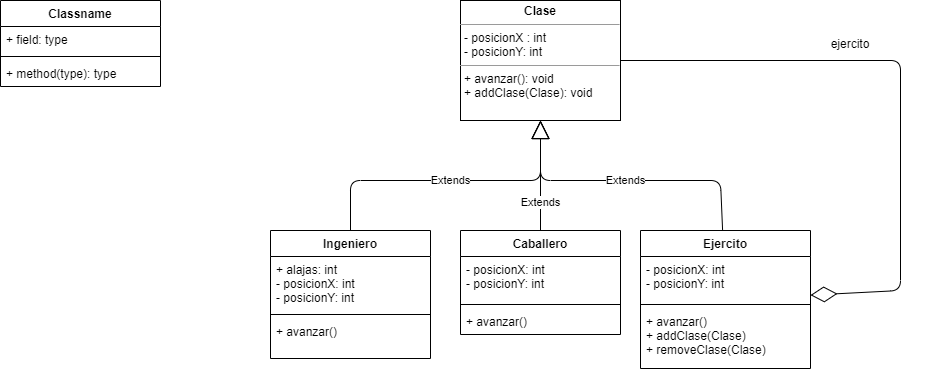 Classname
+ field: type
+ method(type): type
Clase
- posicionX : int
- posicionY: int
+ avanzar(): void
+ addClase(Clase): void
ejercito
Extends
Extends
Extends
Ingeniero
+ alajas: int
- posicionX: int
- posicionY: int
+ avanzar()
Caballero
- posicionX: int
- posicionY: int
+ avanzar()
Ejercito
- posicionX: int
- posicionY: int
+ avanzar()
+ addClase(Clase)
+ removeClase(Clase)